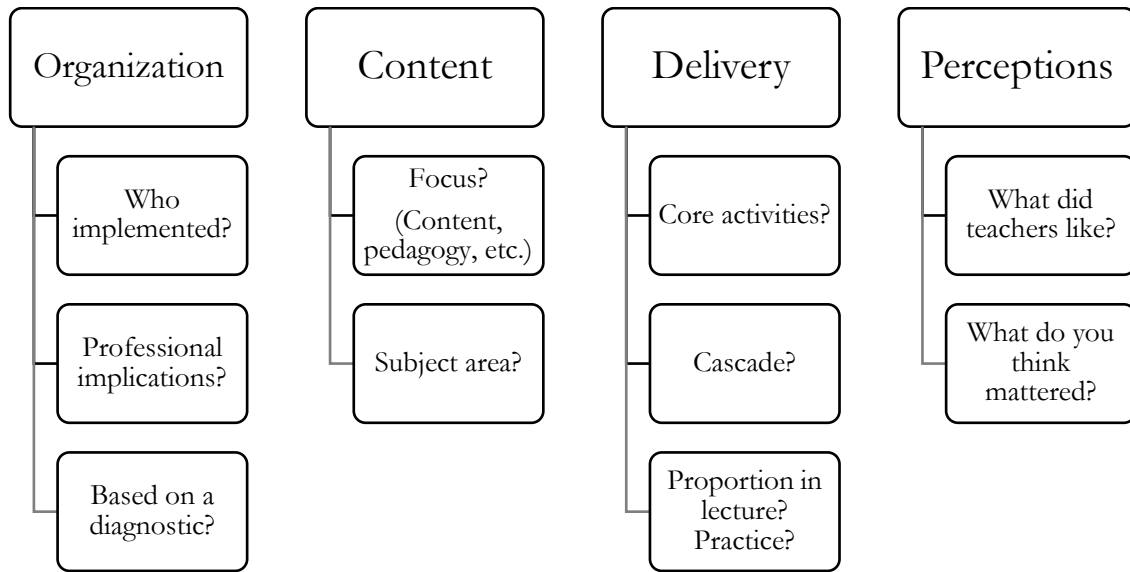 Organization
Who
implemented?
Professional
implications?
Based on a
diagnostic?
Content
Focus?
(Content,
pedagogy, etc.)
Subject area?
Delivery
Core activities?
Cascade?
Proportion in
lecture?
Practice?
Perceptions
What did
teachers like?
What do you
think
mattered?